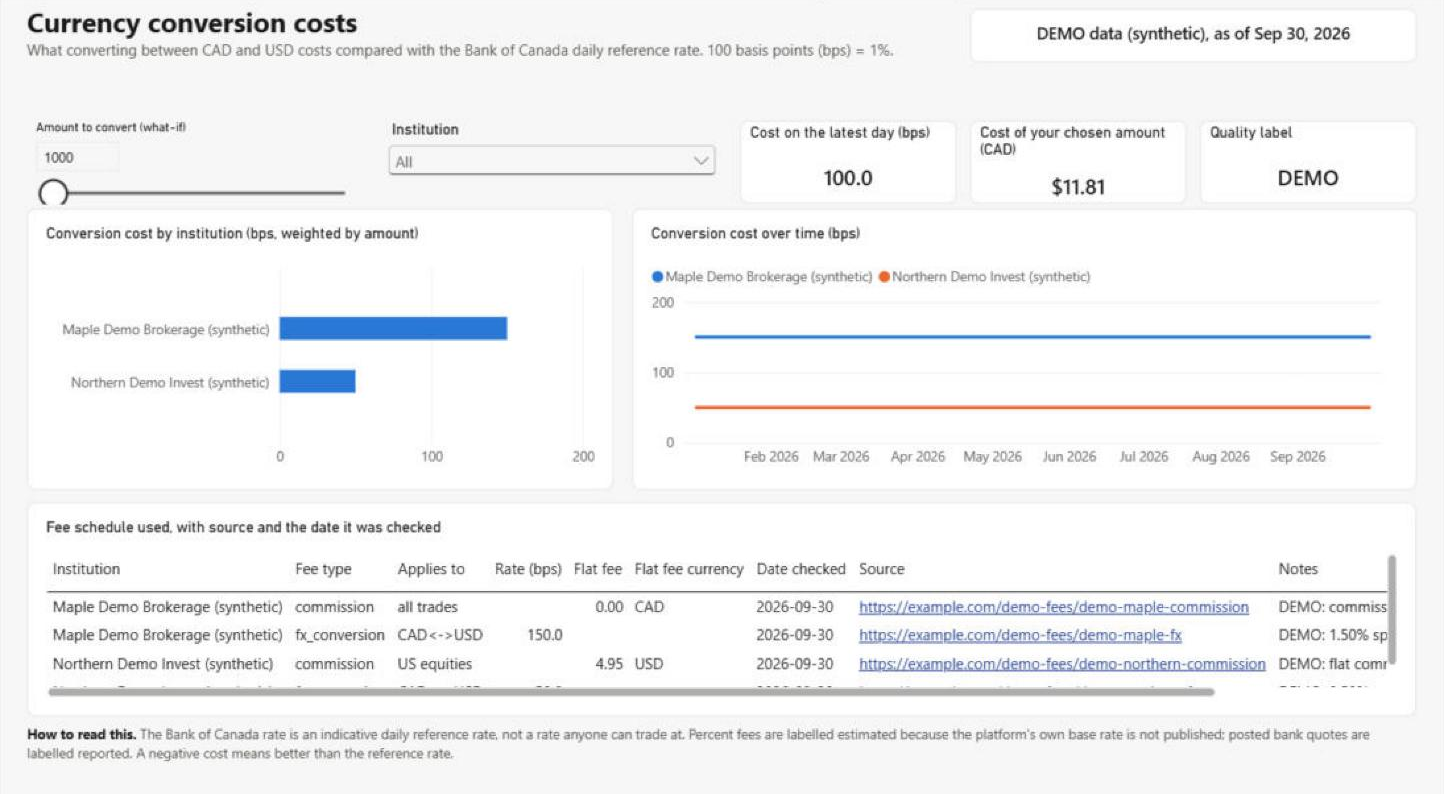 Currency conversion costs
What converting between CAD and USD costs compared with the Bank of Canada daily reference rate. 100 basis points (bps) = 1%.
DEMO data (synthetic), as of Sep 30, 2026
Amount to convert (what-if)
1000
Institution
All
Cost on the latest day (bps)
100.0
Cost of your chosen amount
(CAD)
$11.81
Quality label
DEMO
Conversion cost by institution (bps, weighted by amount)
Maple Demo Brokerage (synthetic)
Northern Demo Invest (synthetic)
0 100 200
Conversion cost over time (bps)
Maple Demo Brokerage (synthetic) Northern Demo Invest (synthetic)
200
100
0
Feb 2026 Mar 2026 Apr 2026 May 2026 Jun 2026 Jul 2026 Aug 2026 Sep 2026
Fee schedule used, with source and the date it was checked
Institution Fee type Applies to Rate (bps) Flat fee Flat fee currency Date checked Source Notes
Maple Demo Brokerage (synthetic) commission all trades 0.00 CAD 2026-09-30 https://example.com/demo-fees/demo-maple-commission DEMO: commiss
Maple Demo Brokerage (synthetic) fx_conversion CAD<->USD 150.0 2026-09-30 https://example.com/demo-fees/demo-maple-fx DEMO: 1.50% sp
Northern Demo Invest (synthetic) commission US equities 4.95 USD 2026-09-30 https://example.com/demo-fees/demo-northern-commission DEMO: flat comr
How to read this. The Bank of Canada rate is an indicative daily reference rate, not a rate anyone can trade at. Percent fees are labelled estimated because the platform's own base rate is not published; posted bank quotes are
labelled reported. A negative cost means better than the reference rate.